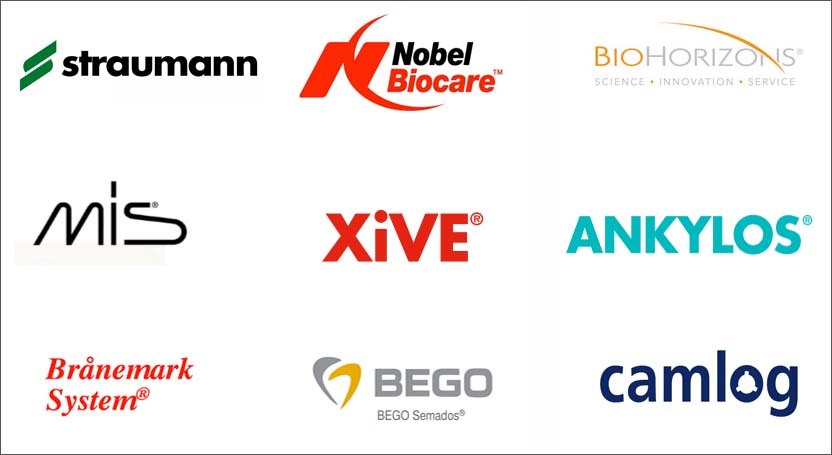 straumann
Nobel
Biocare™
BIOHORIZONS®
SCIENCE • INNOVATION • SERVICE
mis®
XiVE®
ANKYLOS®
Brånemark
System®
BEGO
BEGO Semados®
camlog